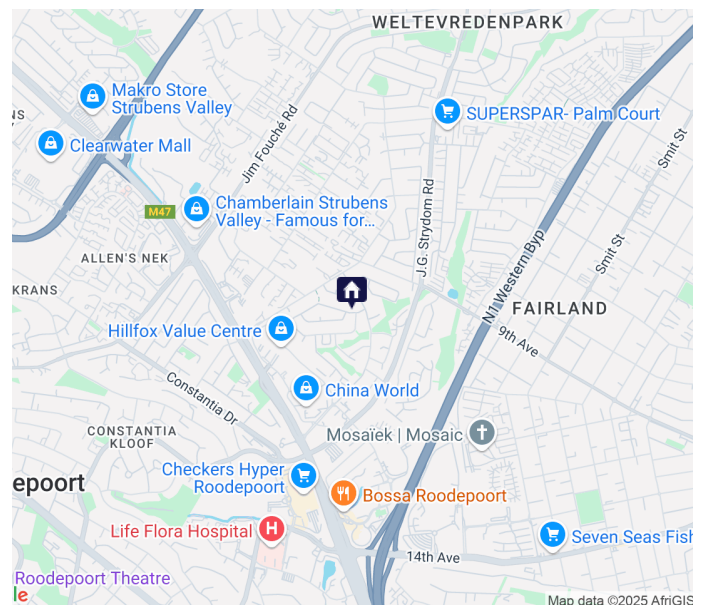 WELTEVREDENPARK
Makro Store
Strubens Valley
SUPERSPAR- Palm Court
NS
Clearwater Mall
Jim Fouché Rd
Smit St
Chamberlain Strubens
Valley - Famous for...
M47
J.G. Strydom Rd
ALLEN'S NEK
Smit St
KRANS
N1 Western Byp
FAIRLAND
Hillfox Value Centre
9th Ave
China World
Constantia Dr
CONSTANTIA
KLOOF
Mosaïek | Mosaic
Checkers Hyper
Roodepoort
epoort
Bossa Roodepoort
Life Flora Hospital
H
Seven Seas Fish
14th Ave
Roodepoort Theatre
le
Map data ©2025 AfriGIS